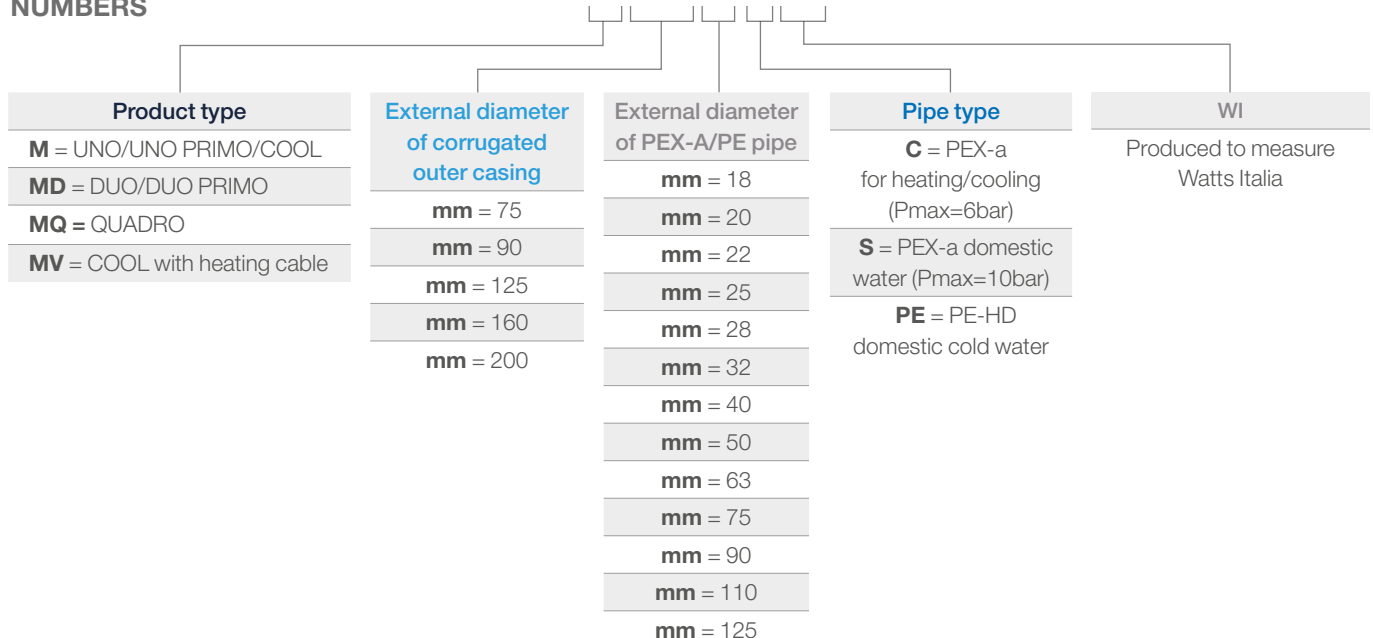 NUMBERS
Product type
M = UNO/UNO PRIMO/COOL
MD = DUO/DUO PRIMO
MQ = QUADRO
MV = COOL with heating cable
External diameter
of corrugated
outer casing
mm = 75
mm = 90
mm = 125
mm = 160
mm = 200
External diameter
of PEX-A/PE pipe
mm = 18
mm = 20
mm = 22
mm = 25
mm = 28
mm = 32
mm = 40
mm = 50
mm = 63
mm = 75
mm = 90
mm = 110
mm = 125
Pipe type
C = PEX-a
for heating/cooling
(Pmax=6bar)
S = PEX-a domestic
water (Pmax=10bar)
PE = PE-HD
domestic cold water
WI
Produced to measure
Watts Italia